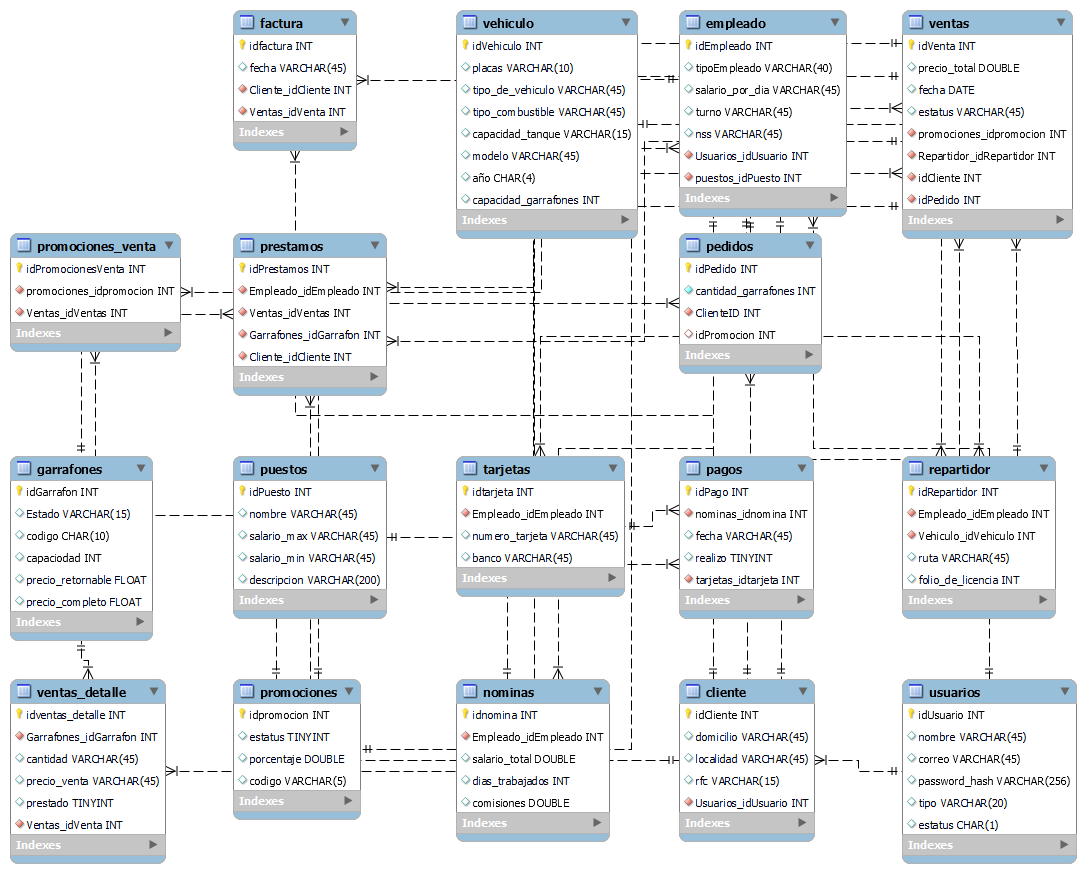 factura
idfactura INT
fecha VARCHAR(45)
Cliente_idCliente INT
Ventas_idVenta INT
Indexes
vehiculo
idVehiculo INT
placas VARCHAR(10)
tipo_de_vehiculo VARCHAR(45)
tipo_combustible VARCHAR(45)
capacidad_tanque VARCHAR(15)
modelo VARCHAR(45)
año CHAR(4)
capacidad_garrafones INT
Indexes
empleado
idEmpleado INT
tipoEmpleado VARCHAR(40)
salario_por_dia VARCHAR(45)
turno VARCHAR(45)
nss VARCHAR(45)
Usuarios_idUsuario INT
puestos_idPuesto INT
Indexes
ventas
idVenta INT
precio_total DOUBLE
fecha DATE
estatus VARCHAR(45)
promociones_idpromocion INT
Repartidor_idRepartidor INT
idCliente INT
idPedido INT
Indexes
promociones_venta
idPromocionesVenta INT
promociones_idpromocion INT
Ventas_idVentas INT
Indexes
prestamos
idPrestamos INT
Empleado_idEmpleado INT
Ventas_idVentas INT
Garrafones_idGarrafon INT
Cliente_idCliente INT
Indexes
pedidos
idPedido INT
cantidad_garrafones INT
ClienteID INT
idPromocion INT
Indexes
garrafones
idGarrafon INT
Estado VARCHAR(15)
codigo CHAR(10)
capaciodad INT
precio_retornable FLOAT
precio_completo FLOAT
Indexes
puestos
idPuesto INT
nombre VARCHAR(45)
salario_max VARCHAR(45)
salario_min VARCHAR(45)
descripcion VARCHAR(200)
Indexes
tarjetas
idtarjeta INT
Empleado_idEmpleado INT
numero_tarjeta VARCHAR(45)
banco VARCHAR(45)
Indexes
pagos
idPago INT
nominas_idnomina INT
fecha VARCHAR(45)
realizo TINYINT
tarjetas_idtarjeta INT
Indexes
repartidor
idRepartidor INT
Empleado_idEmpleado INT
Vehiculo_idVehiculo INT
ruta VARCHAR(45)
folio_de_licencia INT
Indexes
ventas_detalle
idventas_detalle INT
Garrafones_idGarrafon INT
cantidad VARCHAR(45)
precio_venta VARCHAR(45)
prestado TINYINT
Ventas_idVenta INT
Indexes
promociones
idpromocion INT
estatus TINYINT
porcentaje DOUBLE
codigo VARCHAR(5)
Indexes
nominas
idnomina INT
Empleado_idEmpleado INT
salario_total DOUBLE
dias_trabajados INT
comisiones DOUBLE
Indexes
cliente
idCliente INT
domicilio VARCHAR(45)
localidad VARCHAR(45)
rfc VARCHAR(15)
Usuarios_idUsuario INT
Indexes
usuarios
idUsuario INT
nombre VARCHAR(45)
correo VARCHAR(45)
password_hash VARCHAR(256)
tipo VARCHAR(20)
estatus CHAR(1)
Indexes